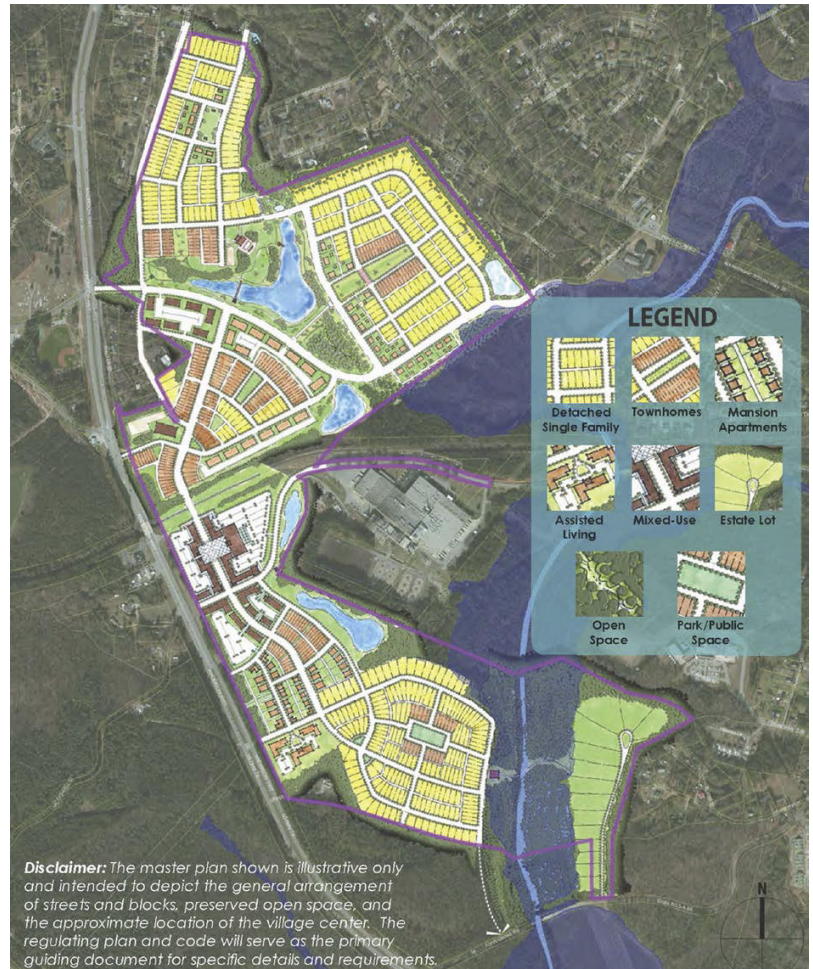 LEGEND
Detached
Single Family
Townhomes
Mansion
Apartments
Assisted
Living
Mixed-Use
Estate Lot
Open
Space
Park/Public
Space
N
Disclaimer: The master plan shown is illustrative only
and intended to depict the general arrangement
of streets and blocks, preserved open space, and
the approximate location of the village center. The
regulating plan and code will serve as the primary
guiding document for specific details and requirements.